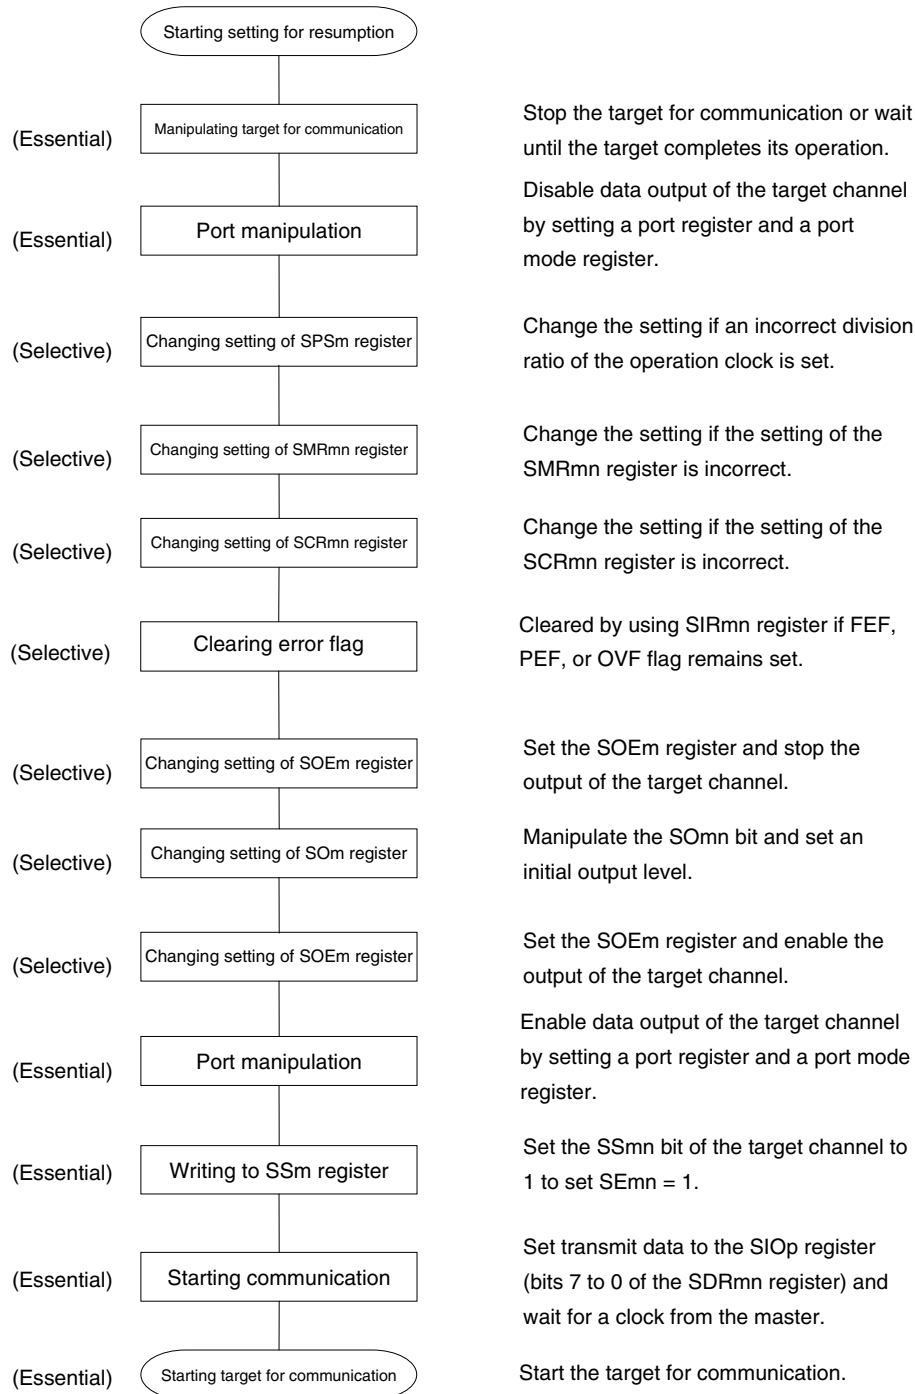 Starting setting for resumption
(Essential)
Manipulating target for communication
Stop the target for communication or wait
until the target completes its operation.
(Essential)
Port manipulation
Disable data output of the target channel
by setting a port register and a port
mode register.
(Selective)
Changing setting of SPSm register
Change the setting if an incorrect division
ratio of the operation clock is set.
(Selective)
Changing setting of SMRmn register
Change the setting if the setting of the
SMRmn register is incorrect.
(Selective)
Changing setting of SCRmn register
Change the setting if the setting of the
SCRmn register is incorrect.
(Selective)
Clearing error flag
Cleared by using SIRmn register if FEF,
PEF, or OVF flag remains set.
(Selective)
Changing setting of SOEm register
Set the SOEm register and stop the
output of the target channel.
(Selective)
Changing setting of SOm register
Manipulate the SOmn bit and set an
initial output level.
(Selective)
Changing setting of SOEm register
Set the SOEm register and enable the
output of the target channel.
(Essential)
Port manipulation
Enable data output of the target channel
by setting a port register and a port mode
register.
(Essential)
Writing to SSm register
Set the SSmn bit of the target channel to
1 to set SEmn = 1.
(Essential)
Starting communication
Set transmit data to the SIOp register
(bits 7 to 0 of the SDRmn register) and
wait for a clock from the master.
(Essential)
Starting target for communication
Start the target for communication.